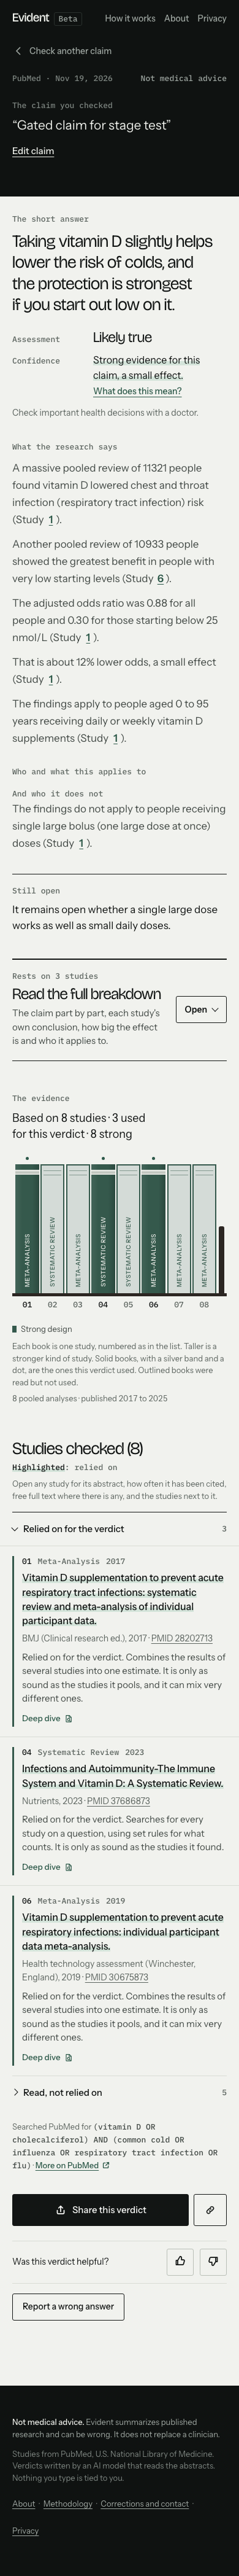 Evident Beta How it works About Privacy
Check another claim
PubMed · Nov 19, 2026 Not medical advice
The claim you checked
“Gated claim for stage test”
Edit claim
The short answer
Taking vitamin D slightly helps
lower the risk of colds, and
the protection is strongest
if you start out low on it.
Assessment Likely true
Confidence Strong evidence for this
claim, a small effect.
What does this mean?
Check important health decisions with a doctor.
What the research says
A massive pooled review of 11321 people
found vitamin D lowered chest and throat
infection (respiratory tract infection) risk
(Study 1 ).
Another pooled review of 10933 people
showed the greatest benefit in people with
very low starting levels (Study 6 ).
The adjusted odds ratio was 0.88 for all
people and 0.30 for those starting below 25
nmol/L (Study 1 ).
That is about 12% lower odds, a small effect
(Study 1 ).
The findings apply to people aged 0 to 95
years receiving daily or weekly vitamin D
supplements (Study 1 ).
Who and what this applies to
And who it does not
The findings do not apply to people receiving
single large bolus (one large dose at once)
doses (Study 1 ).
Still open
It remains open whether a single large dose
works as well as small daily doses.
Rests on 3 studies
Read the full breakdown
The claim part by part, each study's
own conclusion, how big the effect
is and who it applies to.
Open
The evidence
Based on 8 studies · 3 used
for this verdict · 8 strong
META-ANALYSIS
SYSTEMATIC REVIEW
META-ANALYSIS
SYSTEMATIC REVIEW
SYSTEMATIC REVIEW
META-ANALYSIS
META-ANALYSIS
META-ANALYSIS
01 02 03 04 05 06 07 08
Strong design
Each book is one study, numbered as in the list. Taller is a
stronger kind of study. Solid books, with a silver band and a
dot, are the ones this verdict used. Outlined books were
read but not used.
8 pooled analyses · published 2017 to 2025
Studies checked (8)
Highlighted: relied on
Open any study for its abstract, how often it has been cited,
free full text where there is any, and the studies next to it.
Relied on for the verdict 3
01 Meta-Analysis 2017
Vitamin D supplementation to prevent acute
respiratory tract infections: systematic
review and meta-analysis of individual
participant data.
BMJ (Clinical research ed.), 2017 · PMID 28202713
Relied on for the verdict. Combines the results of
several studies into one estimate. It is only as
sound as the studies it pools, and it can mix very
different ones.
Deep dive
04 Systematic Review 2023
Infections and Autoimmunity-The Immune
System and Vitamin D: A Systematic Review.
Nutrients, 2023 · PMID 37686873
Relied on for the verdict. Searches for every
study on a question, using set rules for what
counts. It is only as sound as the studies it found.
Deep dive
06 Meta-Analysis 2019
Vitamin D supplementation to prevent acute
respiratory infections: individual participant
data meta-analysis.
Health technology assessment (Winchester,
England), 2019 · PMID 30675873
Relied on for the verdict. Combines the results of
several studies into one estimate. It is only as
sound as the studies it pools, and it can mix very
different ones.
Deep dive
Read, not relied on 5
Searched PubMed for (vitamin D OR
cholecalciferol) AND (common cold OR
influenza OR respiratory tract infection OR
flu) · More on PubMed
Share this verdict
Was this verdict helpful?
Report a wrong answer
Not medical advice. Evident summarizes published
research and can be wrong. It does not replace a clinician.
Studies from PubMed, U.S. National Library of Medicine.
Verdicts written by an AI model that reads the abstracts.
Nothing you type is tied to you.
About · Methodology · Corrections and contact ·
Privacy